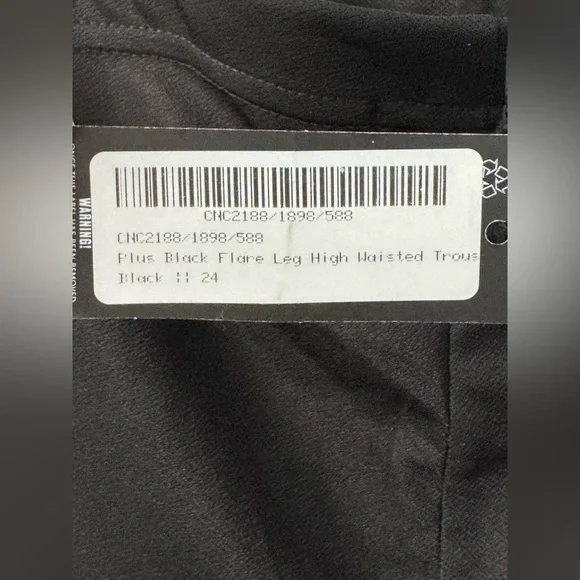 CNC2188/1898/588
CNC2188/1898/588
Plus Black Flare Leg High Waisted Trous
Black || 24
WARNING!